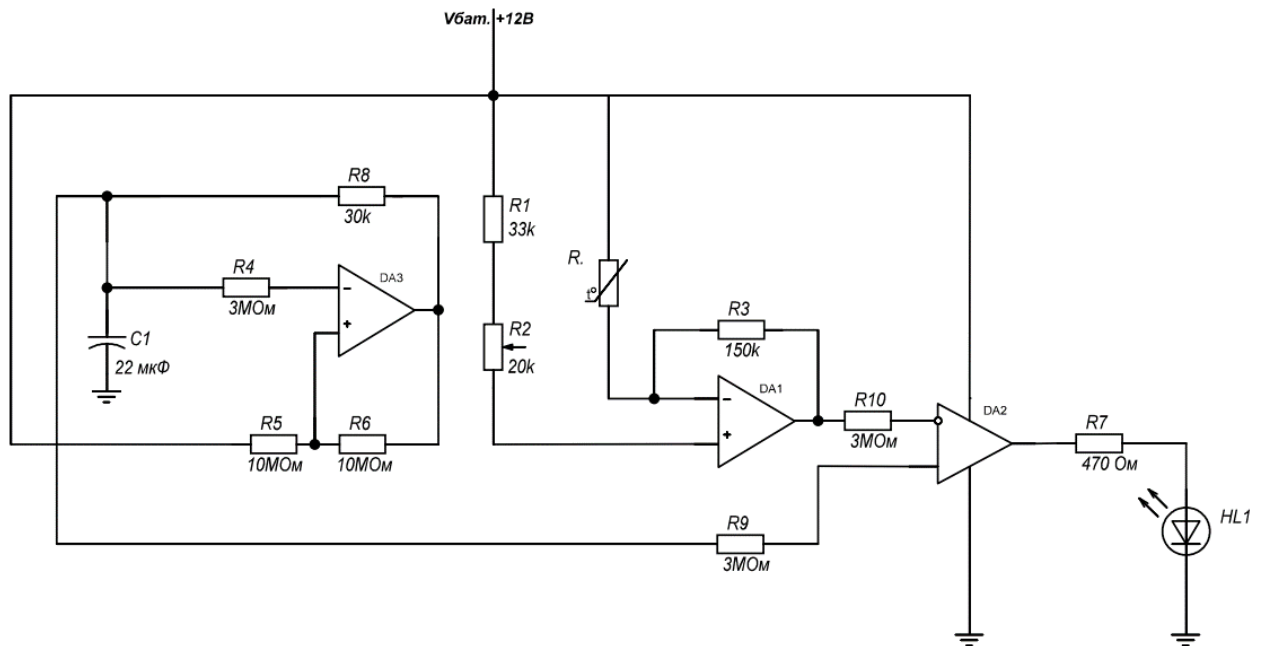 Vбат. +12В
R8
30k
R1
33k
R.
t°
R4
3МОм
DA3
−
+
C1
22 мкФ
R2
20k
R3
150k
DA1
−
+
R10
3МОм
DA2
R5
10МОм
R6
10МОм
R7
470 Ом
HL1
R9
3МОм